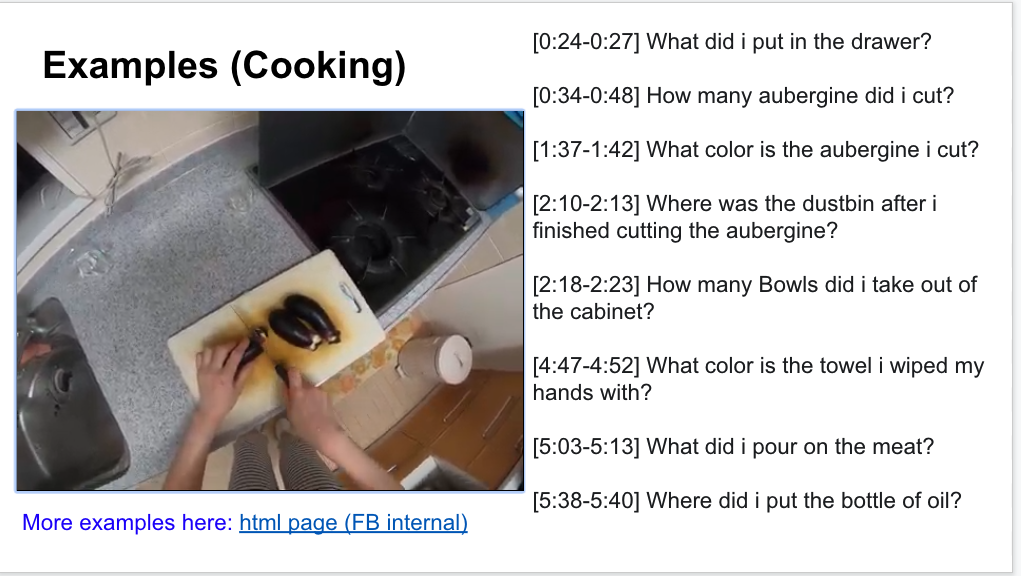 Examples (Cooking)
[0:24-0:27] What did i put in the drawer?
[0:34-0:48] How many aubergine did i cut?
[1:37-1:42] What color is the aubergine i cut?
[2:10-2:13] Where was the dustbin after i
finished cutting the aubergine?
[2:18-2:23] How many Bowls did i take out of
the cabinet?
[4:47-4:52] What color is the towel i wiped my
hands with?
[5:03-5:13] What did i pour on the meat?
[5:38-5:40] Where did i put the bottle of oil?
More examples here: html page (FB internal)